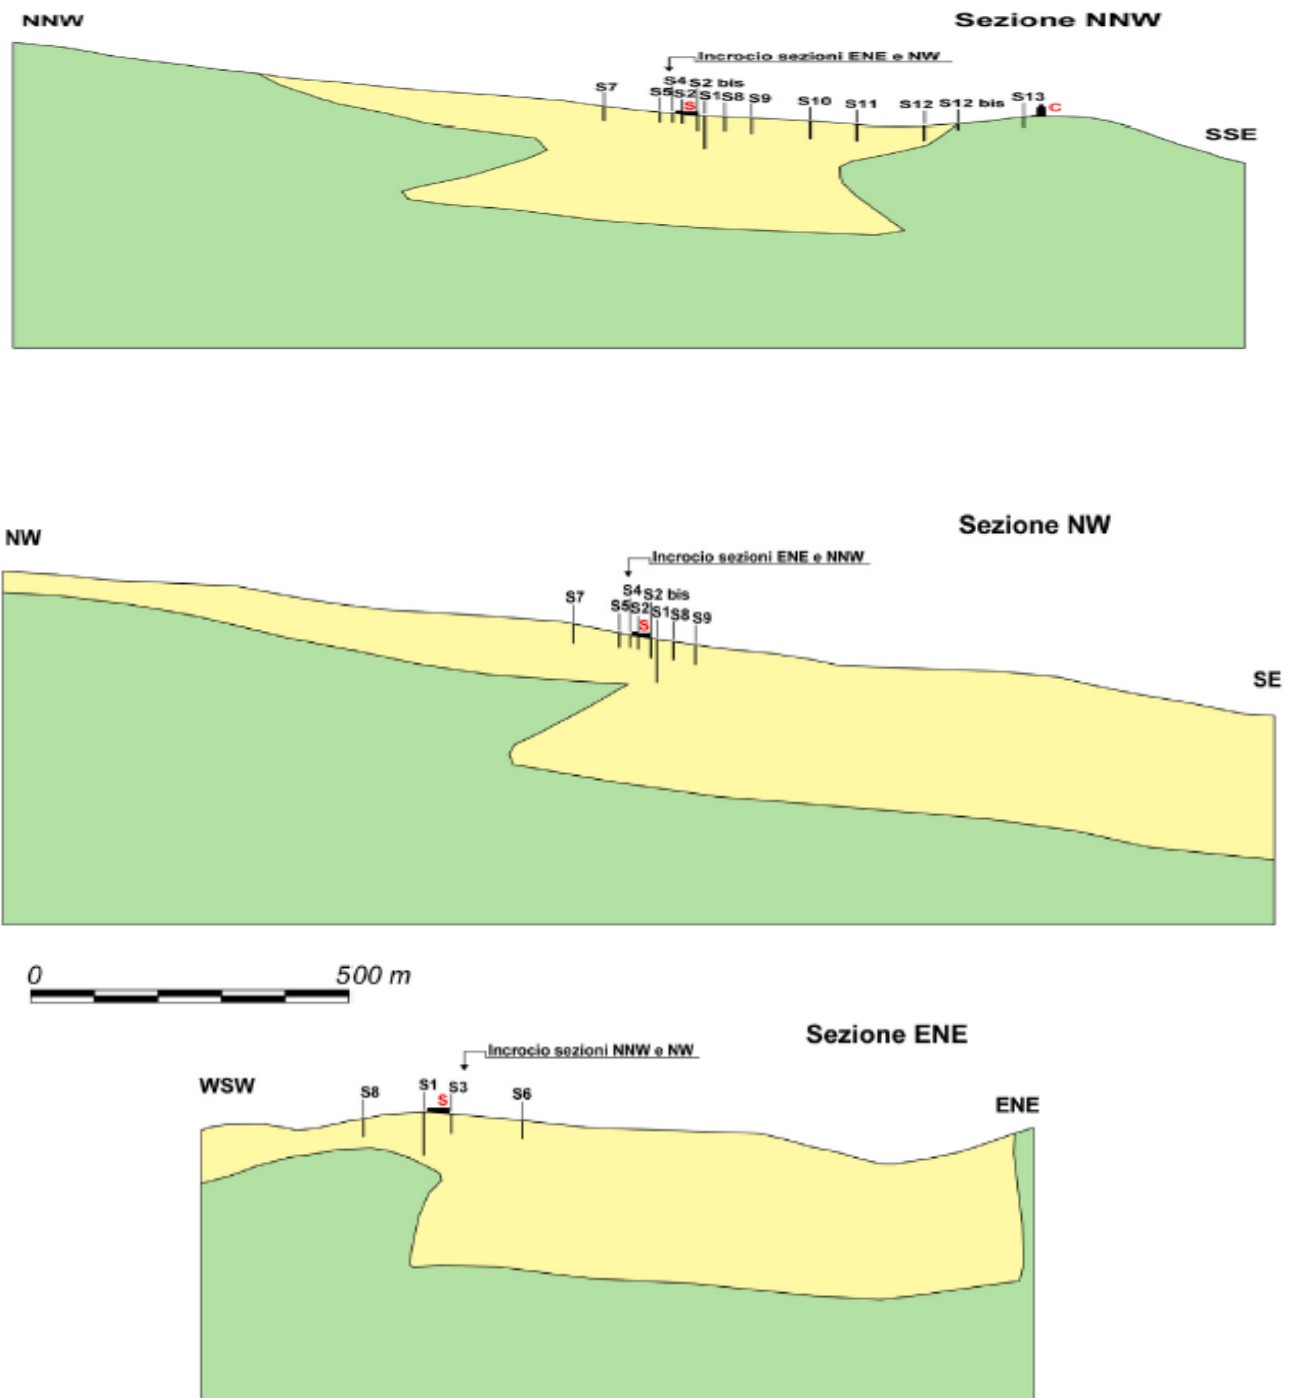 NNW
Sezione NNW
Incrocio sezioni ENE e NW
S7
S4 S2 bis
S5 S2 S1 S8 S9
S
S10 S11 S12 S12 bis S13
C
SSE
NW
Sezione NW
Incrocio sezioni ENE e NNW
S7
S4 S2 bis
S5 S2 S1 S8 S9
S
SE
0 500 m
Sezione ENE
Incrocio sezioni NNW e NW
WSW
S8 S1 S3 S6
S
ENE